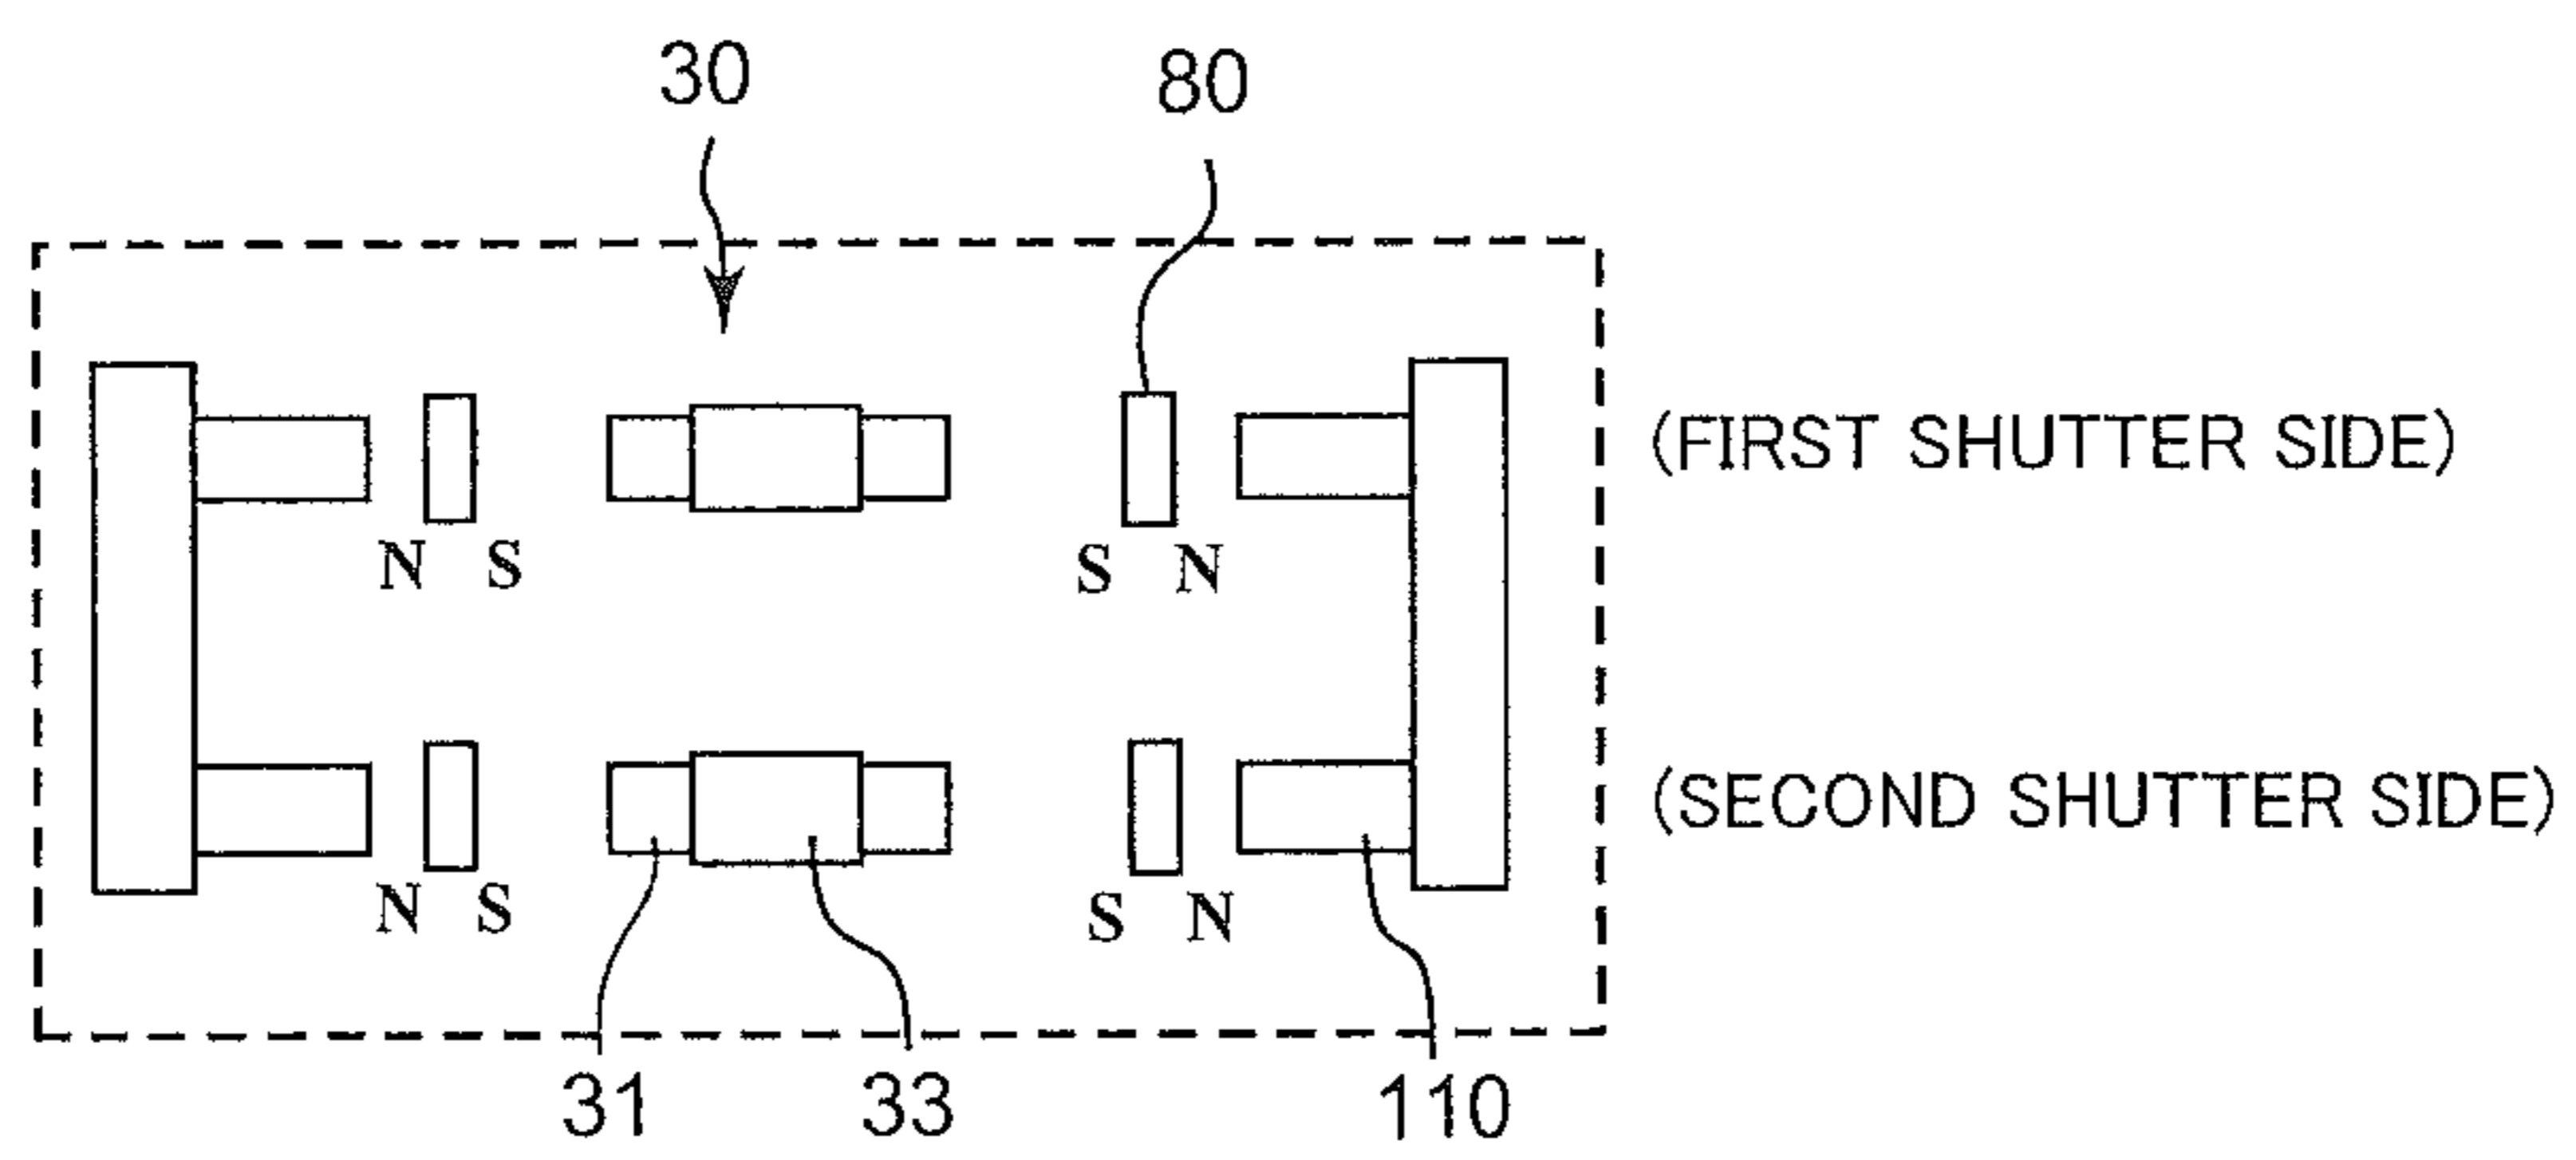 30
80
(FIRST SHUTTER SIDE)
N S
S N
(SECOND SHUTTER SIDE)
N S
S N
31
33
110